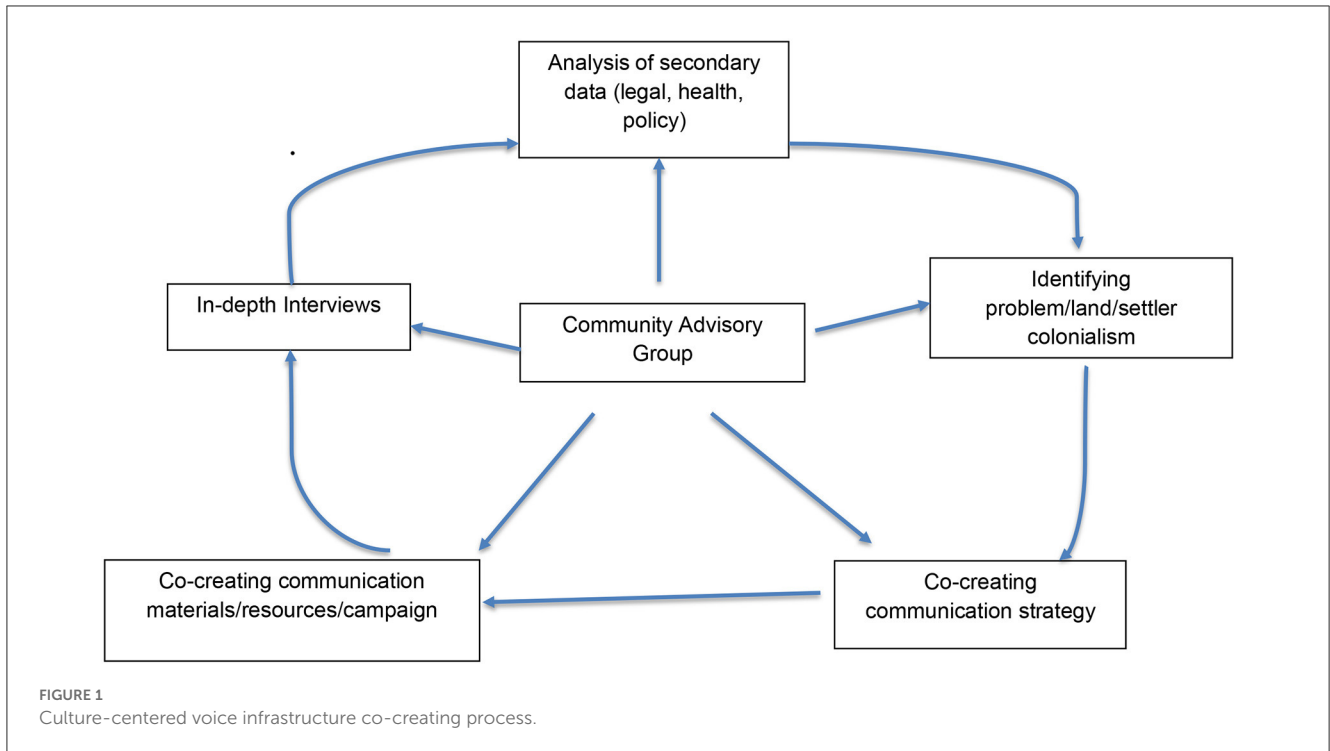 Analysis of secondary
data (legal, health,
policy)
In-depth Interviews
Community Advisory
Group
Identifying
problem/land/settler
colonialism
Co-creating communication
materials/resources/campaign
Co-creating
communication strategy
FIGURE 1
Culture-centered voice infrastructure co-creating process.